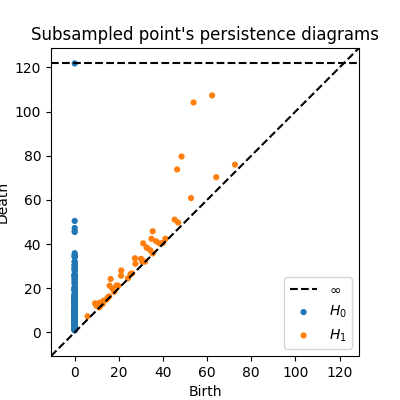 Subsampled point's persistence diagrams
120
100
80
60
40
20
0
Death
0 20 40 60 80 100 120
Birth
∞
H₀
H₁